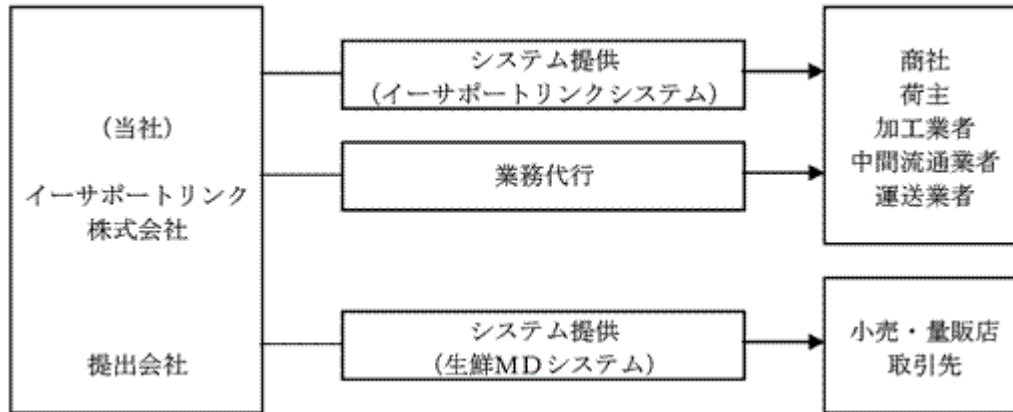 （当社）
イーサポートリンク
株式会社
提出会社
システム提供
（イーサポートリンクシステム）
業務代行
システム提供
（生鮮MDシステム）
商社
荷主
加工業者
中間流通業者
運送業者
小売・量販店
取引先